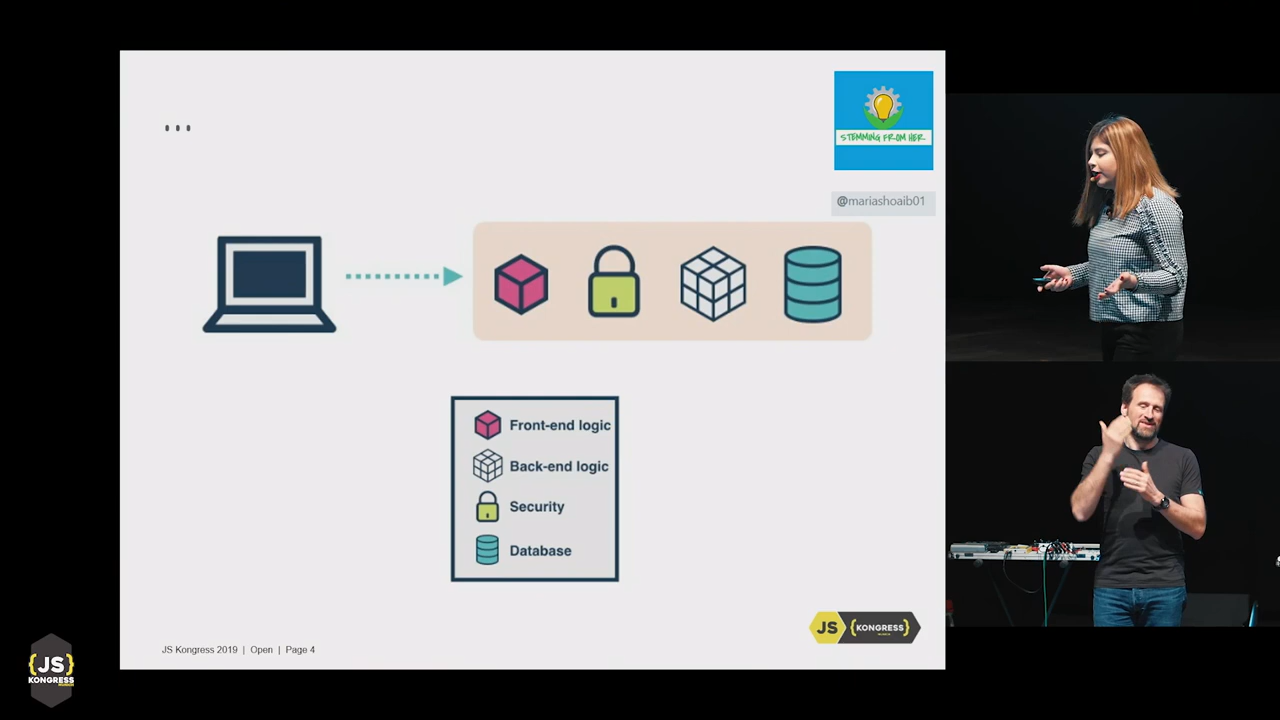 ...
STEMMING FROM HER
@mariashoaib01
Front-end logic
Back-end logic
Security
Database
JS {KONGRESS}
JS Kongress 2019 | Open | Page 4
{JS}
KONGRESS